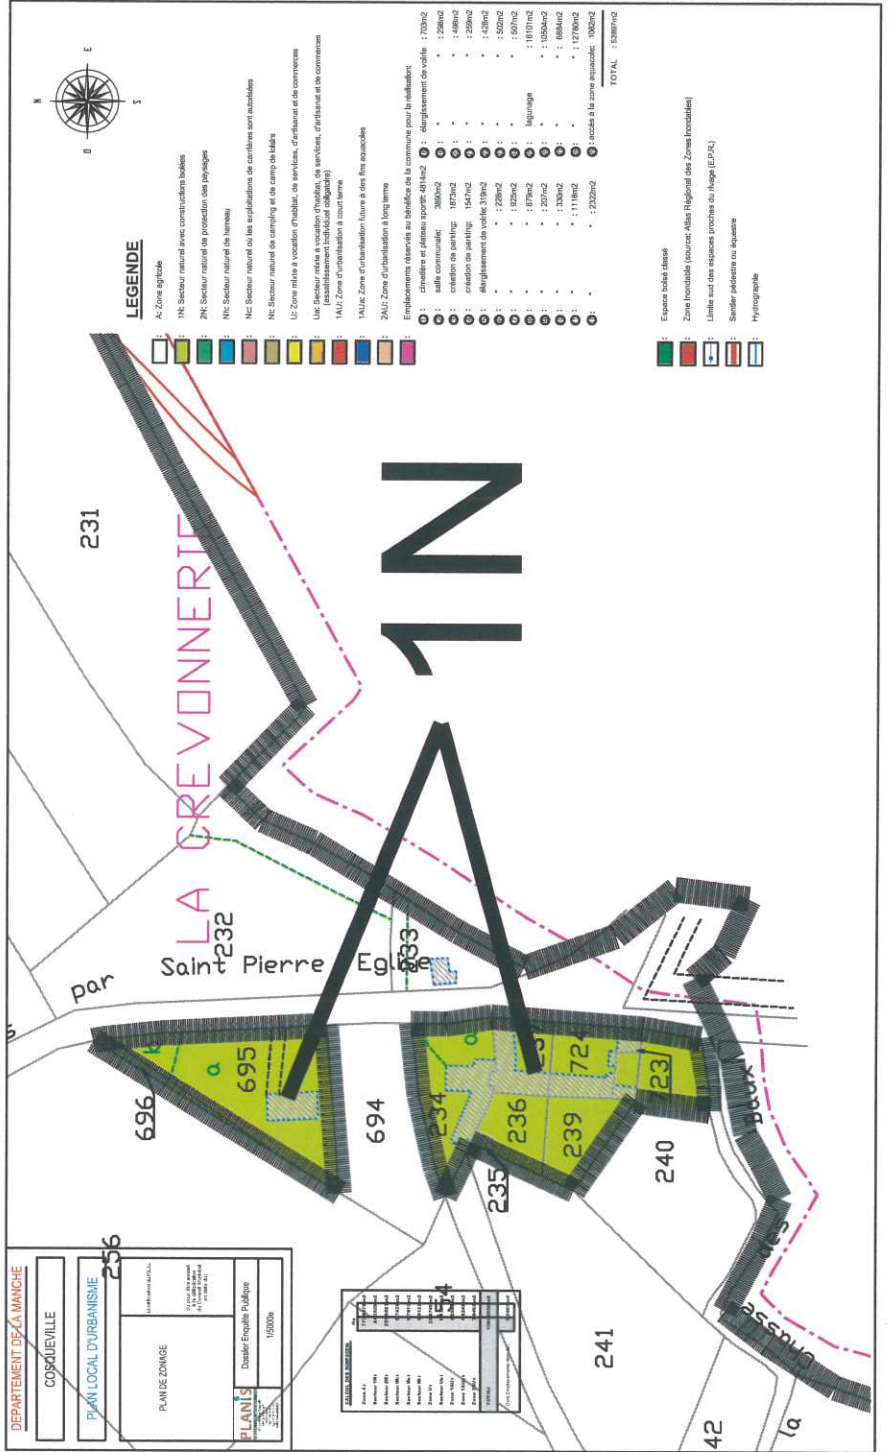 DEPARTEMENT DE LA MANCHE
COSQUEVILLE
PLAN LOCAL D'URBANISME
PLAN DE ZONAGE
PLANIS
Dossier Enquête Publique
1/5000e
N
E
S
O
LEGENDE
A: Zone agricole
1N: Secteur naturel avec constructions isolées
2N: Secteur naturel de protection des paysages
Nh: Secteur naturel de hameau
Nc: Secteur naturel où les exploitations de carrières sont autorisées
Nt: Secteur naturel de camping et de camp de loisirs
U: Zone mixte à vocation d'habitat, de services, d'artisanat et de commerces
Ua: Secteur mixte à vocation d'habitat, de services, d'artisanat et de commerces
(assainissement individuel obligatoire)
1AU: Zone d'urbanisation à court terme
1AUa: Zone d'urbanisation future à des fins aquacoles
2AU: Zone d'urbanisation à long terme
Emplacements réservés au bénéfice de la commune pour la réalisation:
cimetière et plateau sportif: 4814m2
salle communale: 3880m2
création de parking: 1873m2
création de parking: 1547m2
élargissement de voirie: 319m2
" " : 228m2
" " : 925m2
" " : 879m2
" " : 207m2
" " : 330m2
" " : 1118m2
" " : 2322m2
élargissement de voirie : 703m2
" " : 298m2
" " : 498m2
" " : 259m2
" " : 428m2
" " : 502m2
" " : 507m2
lagunage : 16101m2
" : 10504m2
" : 6884m2
" : 12780m2
accès à la zone aquacole: 1082m2
TOTAL :
Espace boisé classé
Zone inondable (source: Atlas Régional des Zones Inondables)
Limite sud des espaces proches du rivage (E.P.R.)
Sentier pédestre ou équestre
Hydrographie
231
LA CREVONNERIE
1N
232
233
par
Saint Pierre Eglise
696
b
a
695
694
234
a
235
236
724
239
23
240
256
241
42
la
Chasse
des
Baux